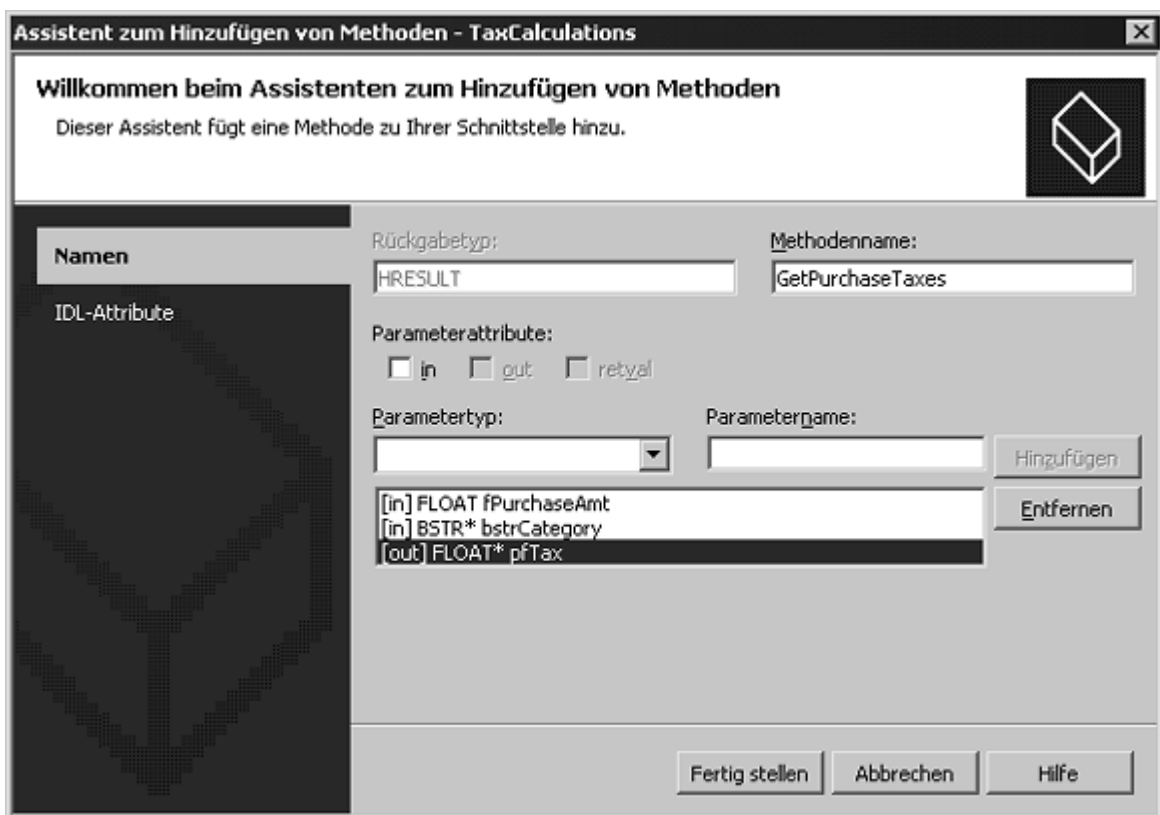 Assistent zum Hinzufügen von Methoden - TaxCalculations
Willkommen beim Assistenten zum Hinzufügen von Methoden
Dieser Assistent fügt eine Methode zu Ihrer Schnittstelle hinzu.
Namen
IDL-Attribute
Rückgabetyp:
Methodenname:
HRESULT
GetPurchaseTaxes
Parameterattribute:
in out retval
Parametertyp:
Parametername:
Hinzufügen
[in] FLOAT fPurchaseAmt
[in] BSTR* bstrCategory
[out] FLOAT* pfTax
Entfernen
Fertig stellen
Abbrechen
Hilfe